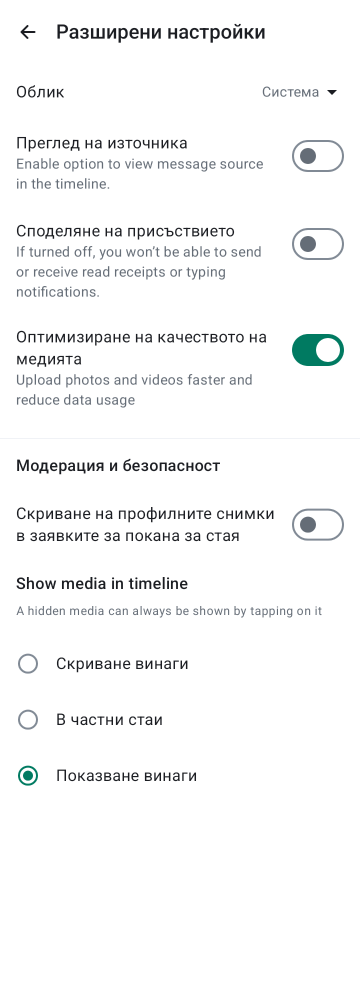 Разширени настройки
Облик
Система
Преглед на източника
Enable option to view message source
in the timeline.
Споделяне на присъствието
If turned off, you won’t be able to send
or receive read receipts or typing
notifications.
Оптимизиране на качеството на
медията
Upload photos and videos faster and
reduce data usage
Модерация и безопасност
Скриване на профилните снимки
в заявките за покана за стая
Show media in timeline
A hidden media can always be shown by tapping on it
Скриване винаги
В частни стаи
Показване винаги